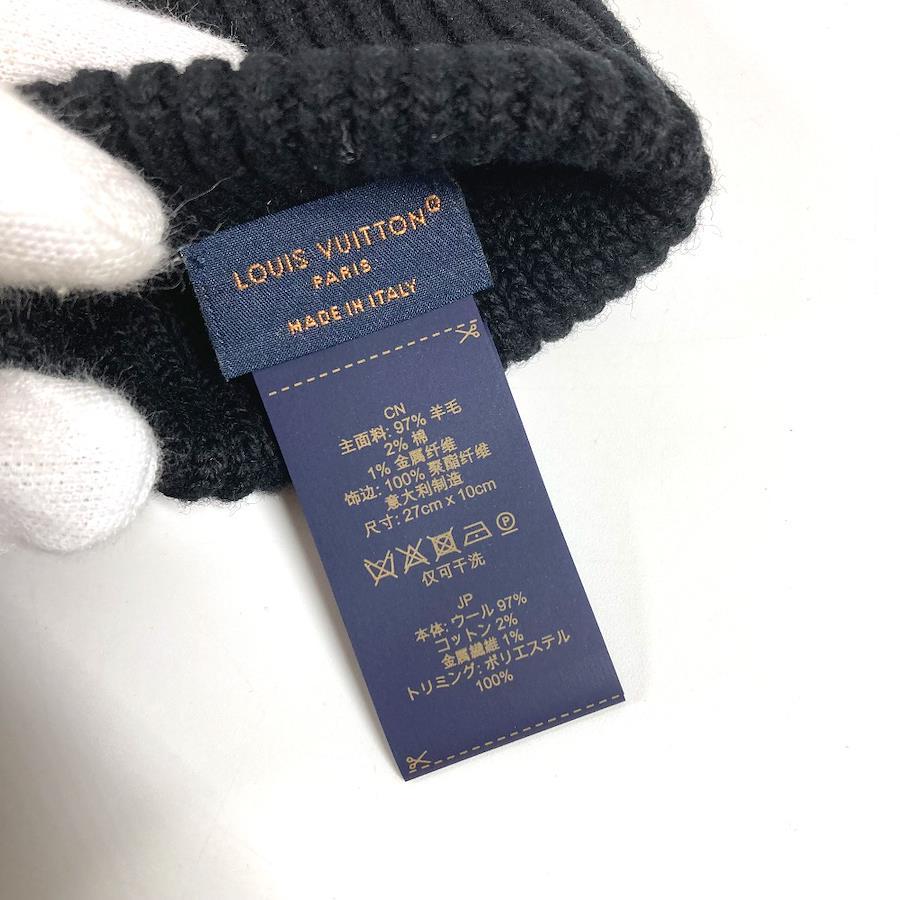 LOUIS VUITTON®
PARIS
MADE IN ITALY
CN
主面料: 97% 羊毛
2% 棉
1% 金属纤维
饰边: 100% 聚酯纤维
意大利制造
尺寸: 27cm x 10cm
P
仅可干洗
JP
本体: ウール 97%
コットン 2%
金属繊維 1%
トリミング: ポリエステル
100%